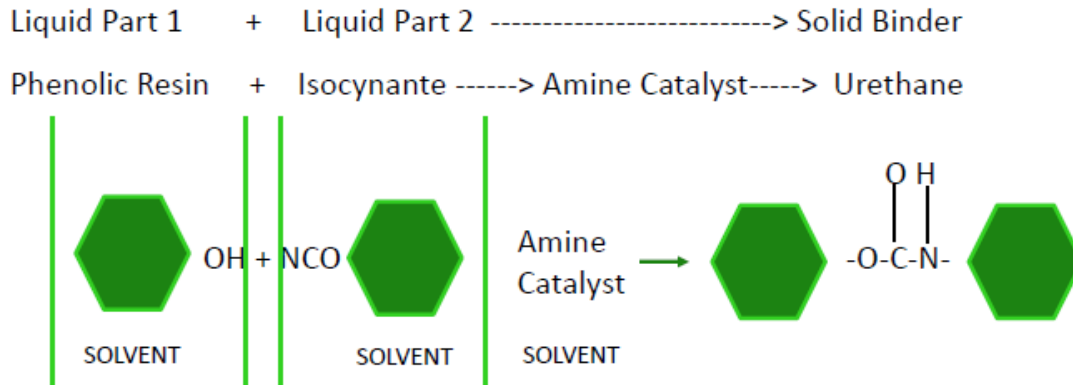 Liquid Part 1 + Liquid Part 2 --------------------------> Solid Binder
Phenolic Resin + Isocynante ------> Amine Catalyst-----> Urethane
O H
OH + NCO
Amine
Catalyst
-O-C-N-
SOLVENT SOLVENT SOLVENT